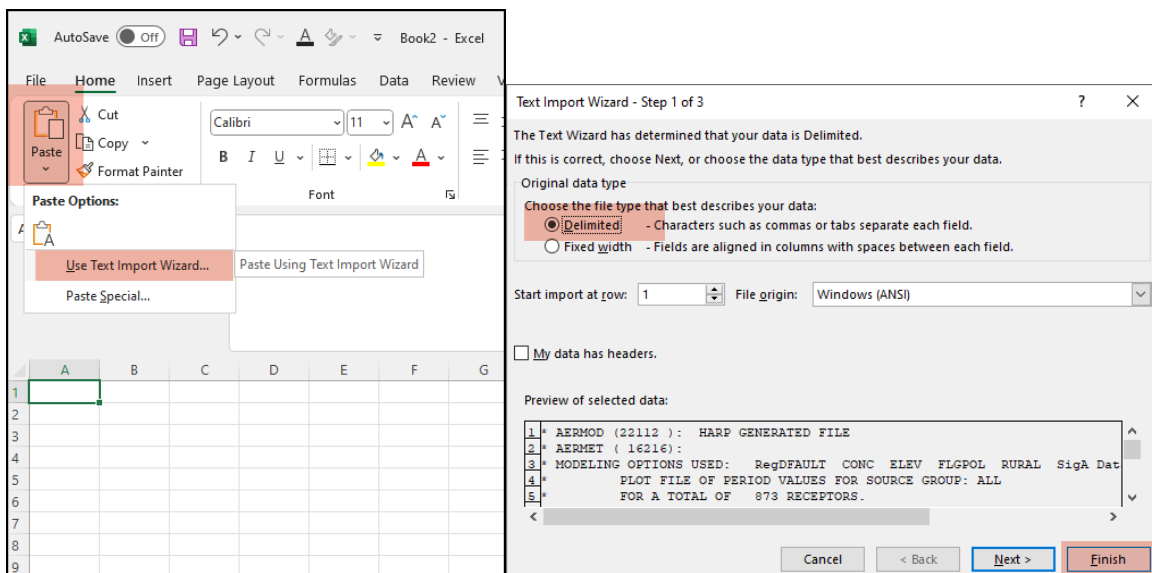 AutoSave Off Book2 - Excel
File Home Insert Page Layout Formulas Data Review
Paste
Cut
Copy
Format Painter
Calibri 11 A^ A˅
B I U A
Font
Paste Options:
A
Use Text Import Wizard...
Paste Using Text Import Wizard
Paste Special...
A B C D E F G
1
2
3
4
5
6
7
8
9
Text Import Wizard - Step 1 of 3 ? ×
The Text Wizard has determined that your data is Delimited.
If this is correct, choose Next, or choose the data type that best describes your data.
Original data type
Choose the file type that best describes your data:
Delimited - Characters such as commas or tabs separate each field.
Fixed width - Fields are aligned in columns with spaces between each field.
Start import at row: 1 File origin: Windows (ANSI)
My data has headers.
Preview of selected data:
1 * AERMOD (22112 ): HARP GENERATED FILE
2 * AERMET ( 16216):
3 * MODELING OPTIONS USED: RegDFAULT CONC ELEV FLGPOL RURAL SigA Dat
4 * PLOT FILE OF PERIOD VALUES FOR SOURCE GROUP: ALL
5 * FOR A TOTAL OF 873 RECEPTORS.
Cancel < Back Next > Finish